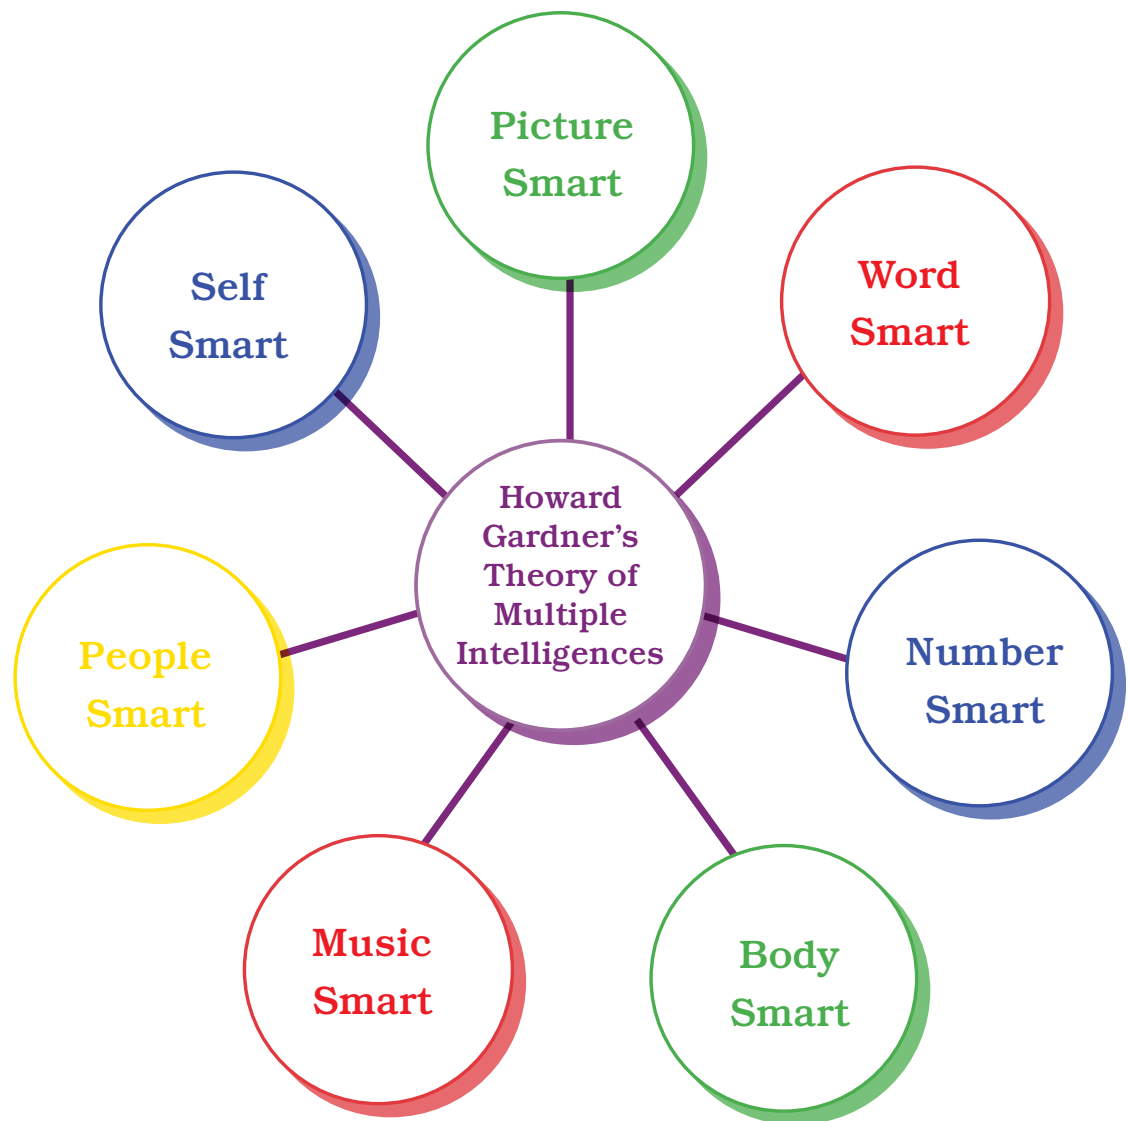 Picture
Smart
Word
Smart
Number
Smart
Body
Smart
Music
Smart
People
Smart
Self
Smart
Howard
Gardner’s
Theory of
Multiple
Intelligences